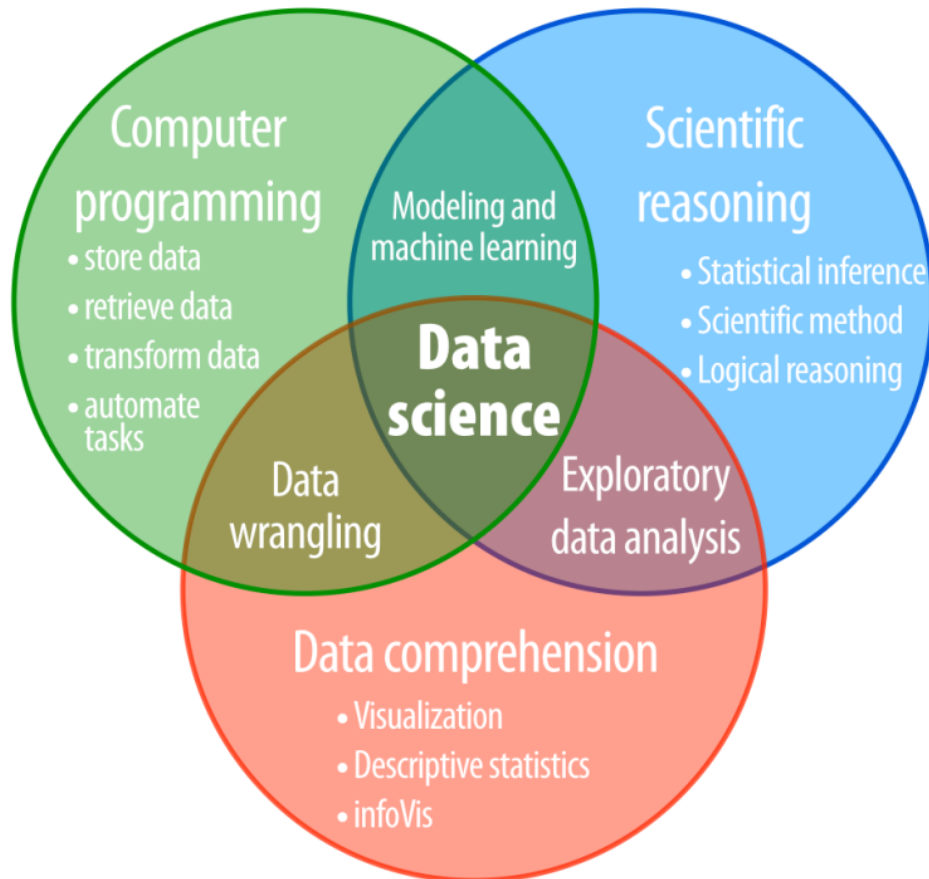 Computer
programming
• store data
• retrieve data
• transform data
• automate
tasks
Modeling and
machine learning
Scientific
reasoning
• Statistical inference
• Scientific method
• Logical reasoning
Data
science
Data
wrangling
Exploratory
data analysis
Data comprehension
• Visualization
• Descriptive statistics
• infoVis